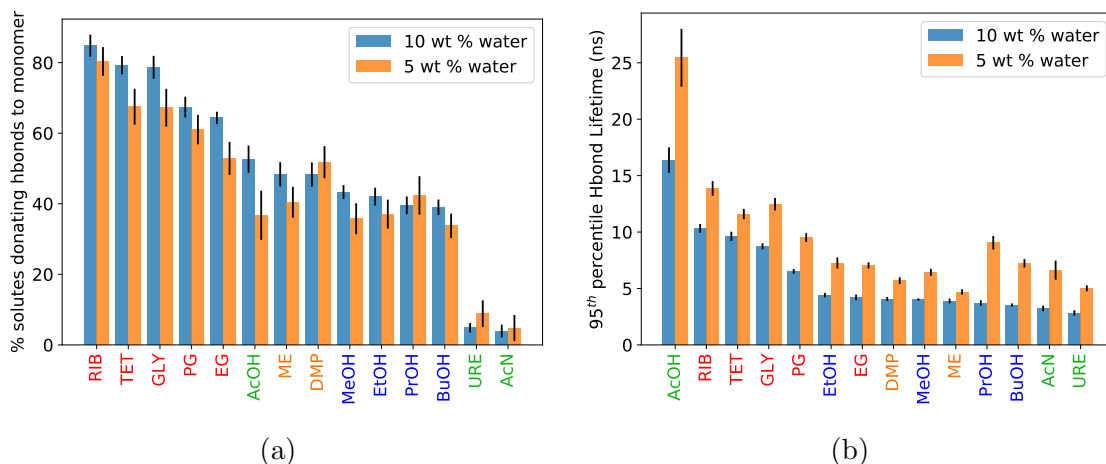 % solutes donating hbonds to monomer
80
60
40
20
0
10 wt % water
5 wt % water
RIB TET GLY PG EG AcOH ME DMP MeOH EtOH PrOH BuOH URE AcN
(a)
95th percentile Hbond Lifetime (ns)
25
20
15
10
5
0
10 wt % water
5 wt % water
AcOH RIB TET GLY PG EtOH EG DMP MeOH ME PrOH BuOH AcN URE
(b)